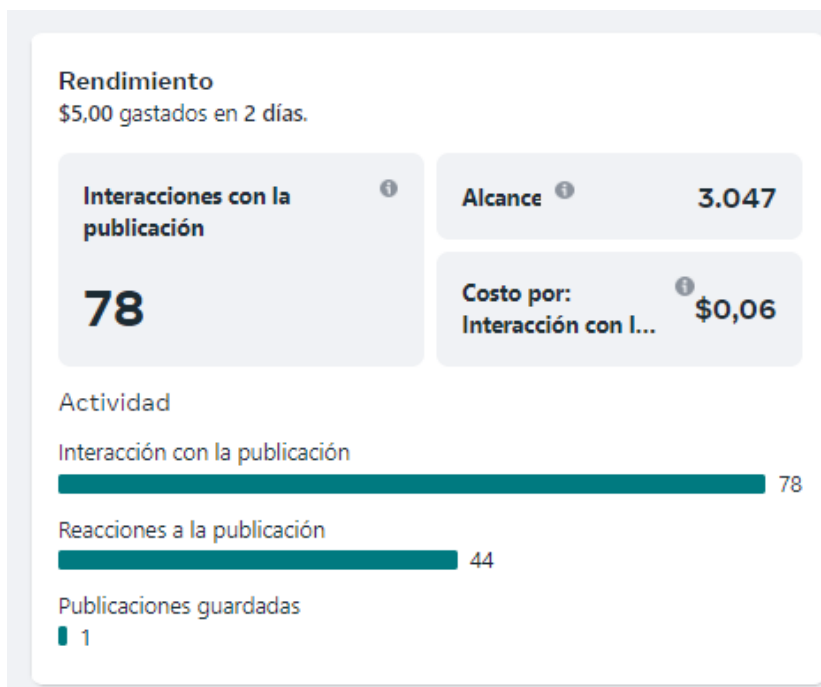 Rendimiento
$5,00 gastados en 2 días.
Interacciones con la
publicación
78
Alcance
3.047
Costo por:
Interacción con l...
$0,06
Actividad
Interacción con la publicación
78
Reacciones a la publicación
44
Publicaciones guardadas
1